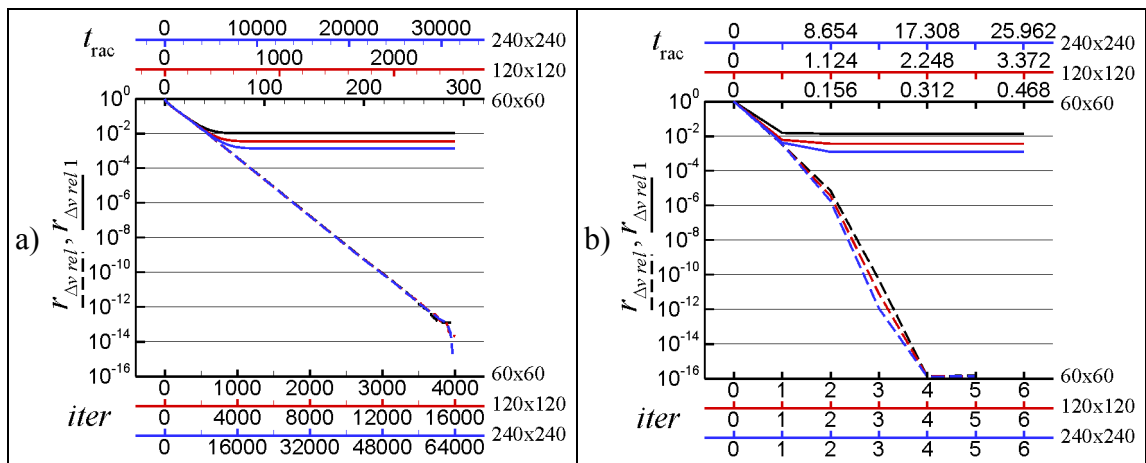 a)
t_rac
0 10000 20000 30000 240x240
0 1000 2000 120x120
0 100 200 291 60x60
r_Δv rel, r_Δv rel 1
10^0
10^-2
10^-4
10^-6
10^-8
10^-10
10^-12
10^-14
10^-16
0 1000 2000 3000 4000 60x60
iter
0 4000 8000 12000 16000 120x120
0 16000 32000 48000 64000 240x240
b)
t_rac
0 8.654 17.308 25.962 240x240
0 1.124 2.248 3.372 120x120
0 0.156 0.312 0.468 60x60
r_Δv rel, r_Δv rel 1
10^0
10^-2
10^-4
10^-6
10^-8
10^-10
10^-12
10^-14
10^-16
0 1 2 3 4 5 6 60x60
iter
0 1 2 3 4 5 6 120x120
0 1 2 3 4 5 6 240x240